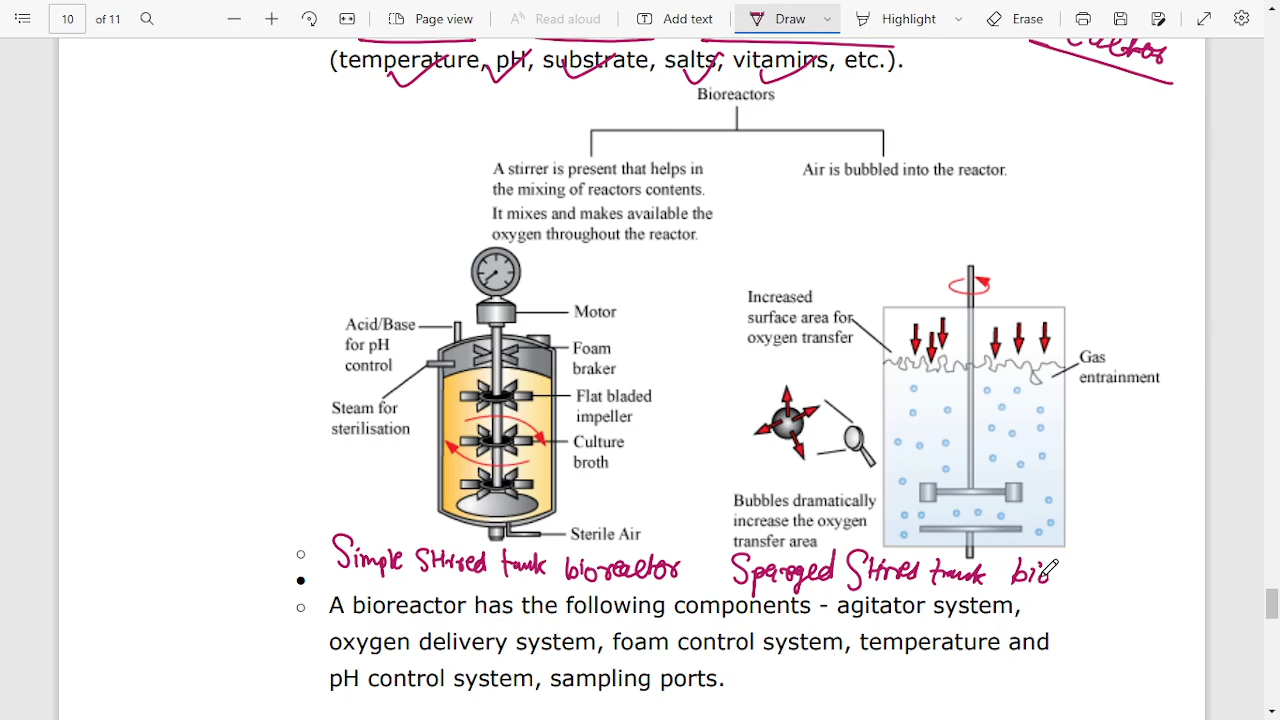 10 of 11
Page view
Read aloud
Add text
Draw
Highlight
Erase
(temperature, pH, substrate, salts, vitamins, etc.).
Bioreactors
A stirrer is present that helps in
the mixing of reactors contents.
It mixes and makes available the
oxygen throughout the reactor.
Air is bubbled into the reactor.
Acid/Base
for pH
control
Steam for
sterilisation
Motor
Foam
braker
Flat bladed
impeller
Culture
broth
Sterile Air
Increased
surface area for
oxygen transfer
Gas
entrainment
Bubbles dramatically
increase the oxygen
transfer area
Simple Stirred tank bioreactor
Sparged Stirred tank bio
A bioreactor has the following components - agitator system,
oxygen delivery system, foam control system, temperature and
pH control system, sampling ports.